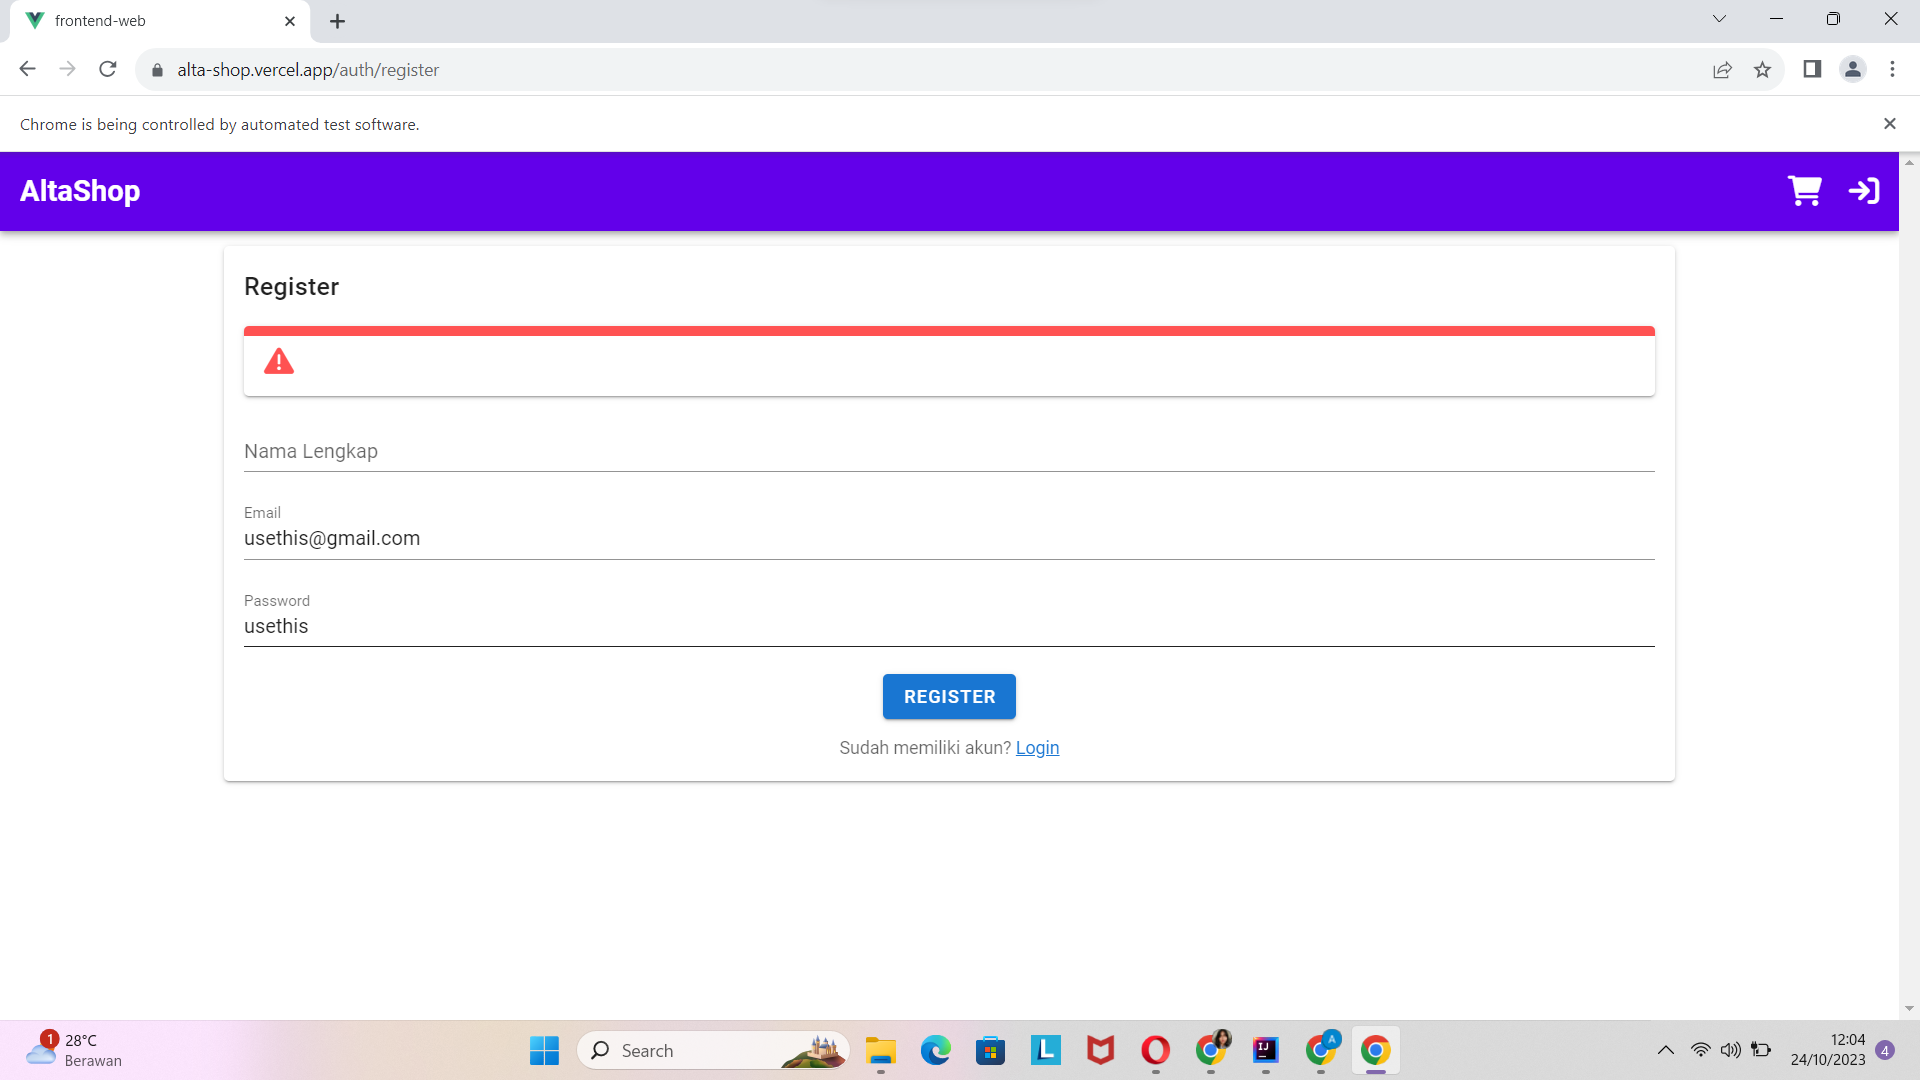 frontend-web
alta-shop.vercel.app/auth/register
Chrome is being controlled by automated test software.
AltaShop
Register
Nama Lengkap
Email
usethis@gmail.com
Password
usethis
REGISTER
Sudah memiliki akun? Login
1
28°C
Berawan
Search
L
IJ
A
12:04
24/10/2023
4